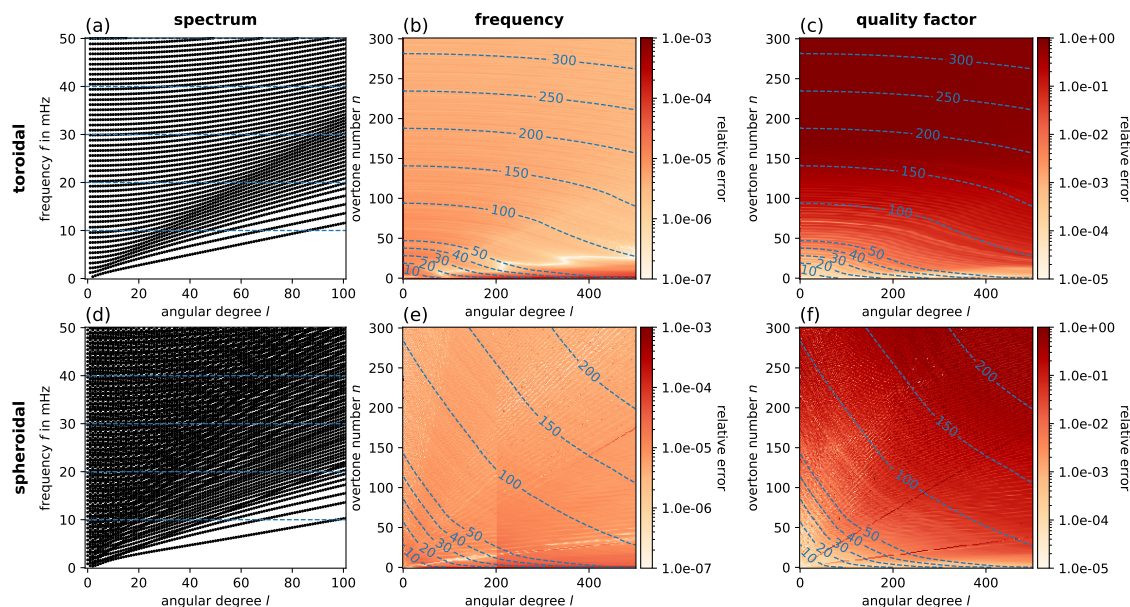 spectrum
frequency
quality factor
(a)
(b)
(c)
toroidal
frequency f in mHz
50
40
30
20
10
0
0 20 40 60 80 100
angular degree l
overtone number n
300
250
200
150
100
50
0
300
250
200
150
100
50
40
30
20
10
0 200 400
angular degree l
1.0e-03
1.0e-04
1.0e-05
1.0e-06
1.0e-07
relative error
overtone number n
300
250
200
150
100
50
0
300
250
200
150
100
50
40
30
20
10
200 400
angular degree l
1.0e+00
1.0e-01
1.0e-02
1.0e-03
1.0e-04
1.0e-05
relative error
(d)
(e)
(f)
spheroidal
frequency f in mHz
50
40
30
20
10
0
0 20 40 60 80 100
angular degree l
overtone number n
300
250
200
150
100
50
0
200
150
100
50
40
30
20
10
0 200 400
angular degree l
1.0e-03
1.0e-04
1.0e-05
1.0e-06
1.0e-07
relative error
overtone number n
300
250
200
150
100
50
0
200
150
100
50
40
30
20
10
200 400
angular degree l
1.0e+00
1.0e-01
1.0e-02
1.0e-03
1.0e-04
1.0e-05
relative error